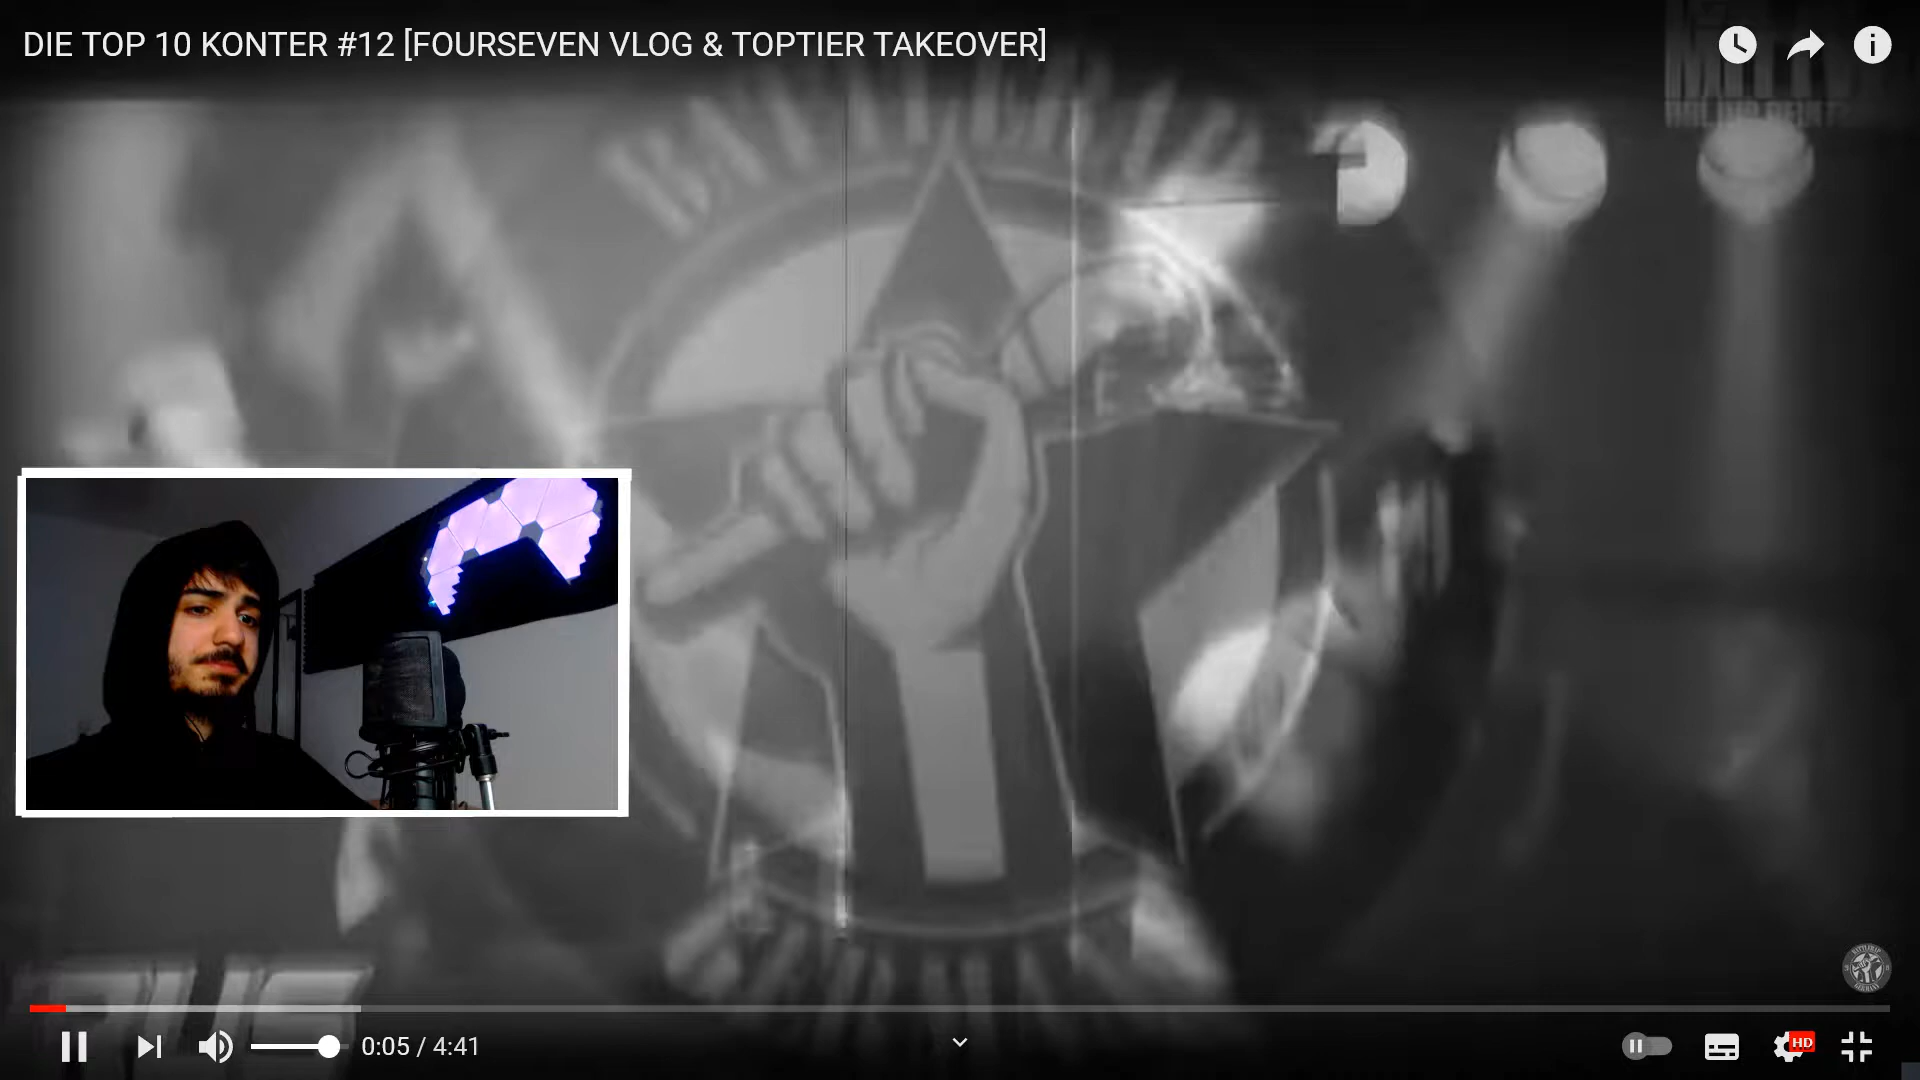 DIE TOP 10 KONTER #12 [FOURSEVEN VLOG & TOPTIER TAKEOVER]
0:05 / 4:41
HD